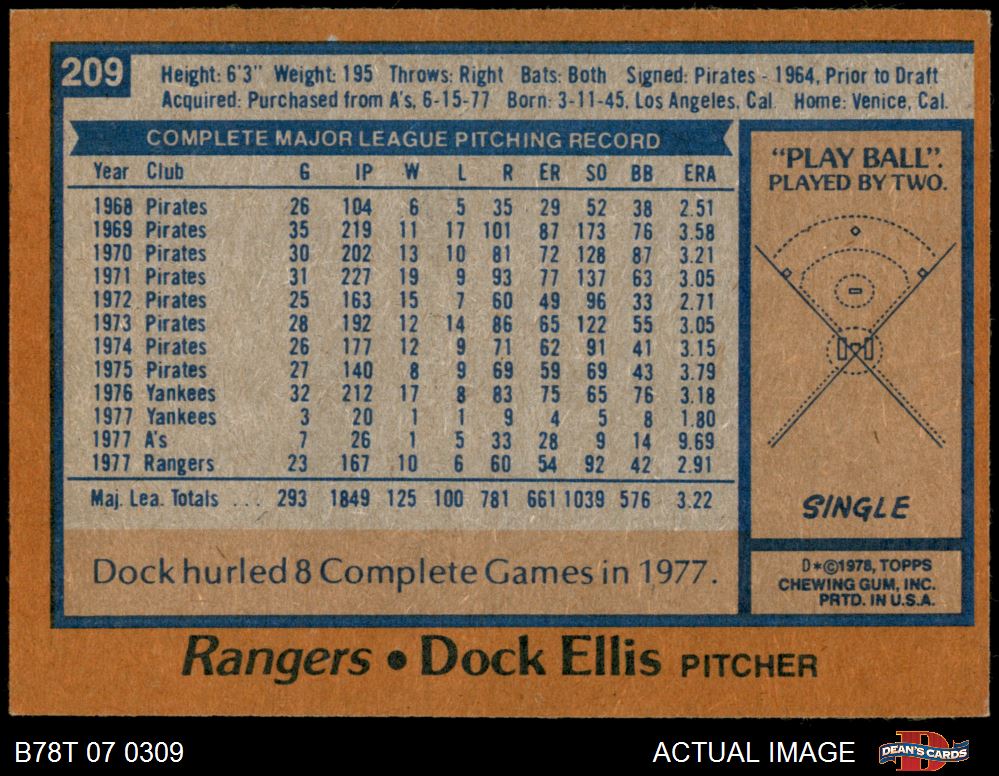 209
Height: 6'3" Weight: 195 Throws: Right Bats: Both Signed: Pirates - 1964, Prior to Draft
Acquired: Purchased from A's, 6-15-77 Born: 3-11-45, Los Angeles, Cal. Home: Venice, Cal.
COMPLETE MAJOR LEAGUE PITCHING RECORD
Year Club G IP W L R ER SO BB ERA
1968 Pirates 26 104 6 5 35 29 52 38 2.51
1969 Pirates 35 219 11 17 101 87 173 76 3.58
1970 Pirates 30 202 13 10 81 72 128 87 3.21
1971 Pirates 31 227 19 9 93 77 137 63 3.05
1972 Pirates 25 163 15 7 60 49 96 33 2.71
1973 Pirates 28 192 12 14 86 65 122 55 3.05
1974 Pirates 26 177 12 9 71 62 91 41 3.15
1975 Pirates 27 140 8 9 69 59 69 43 3.79
1976 Yankees 32 212 17 8 83 75 65 76 3.18
1977 Yankees 3 20 1 1 9 4 5 8 1.80
1977 A's 7 26 1 5 33 28 9 14 9.69
1977 Rangers 23 167 10 6 60 54 92 42 2.91
Maj. Lea. Totals ... 293 1849 125 100 781 661 1039 576 3.22
Dock hurled 8 Complete Games in 1977.
"PLAY BALL".
PLAYED BY TWO.
SINGLE
D*©1978, TOPPS
CHEWING GUM, INC.
PRTD. IN U.S.A.
Rangers • Dock Ellis PITCHER
B78T 07 0309
ACTUAL IMAGE
DEAN'S CARDS